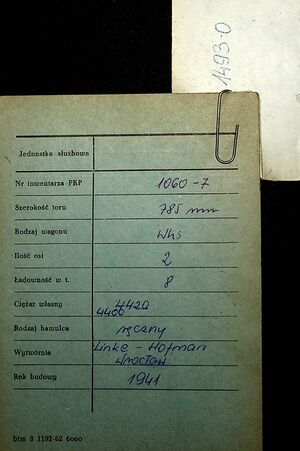 1493-0
Jednostka służbowa
Nr inwentarza PKP 1060-7
Szerokość toru 785 mm
Rodzaj wagonu Whs
Ilość osi 2
Ładowność w t. 8
Ciężar własny 4420
4400
Rodzaj hamulca ręczny
Wytwórnia Linke - Hofman
Wrocław
Rok budowy 1941
btm 3 1192-62 6000